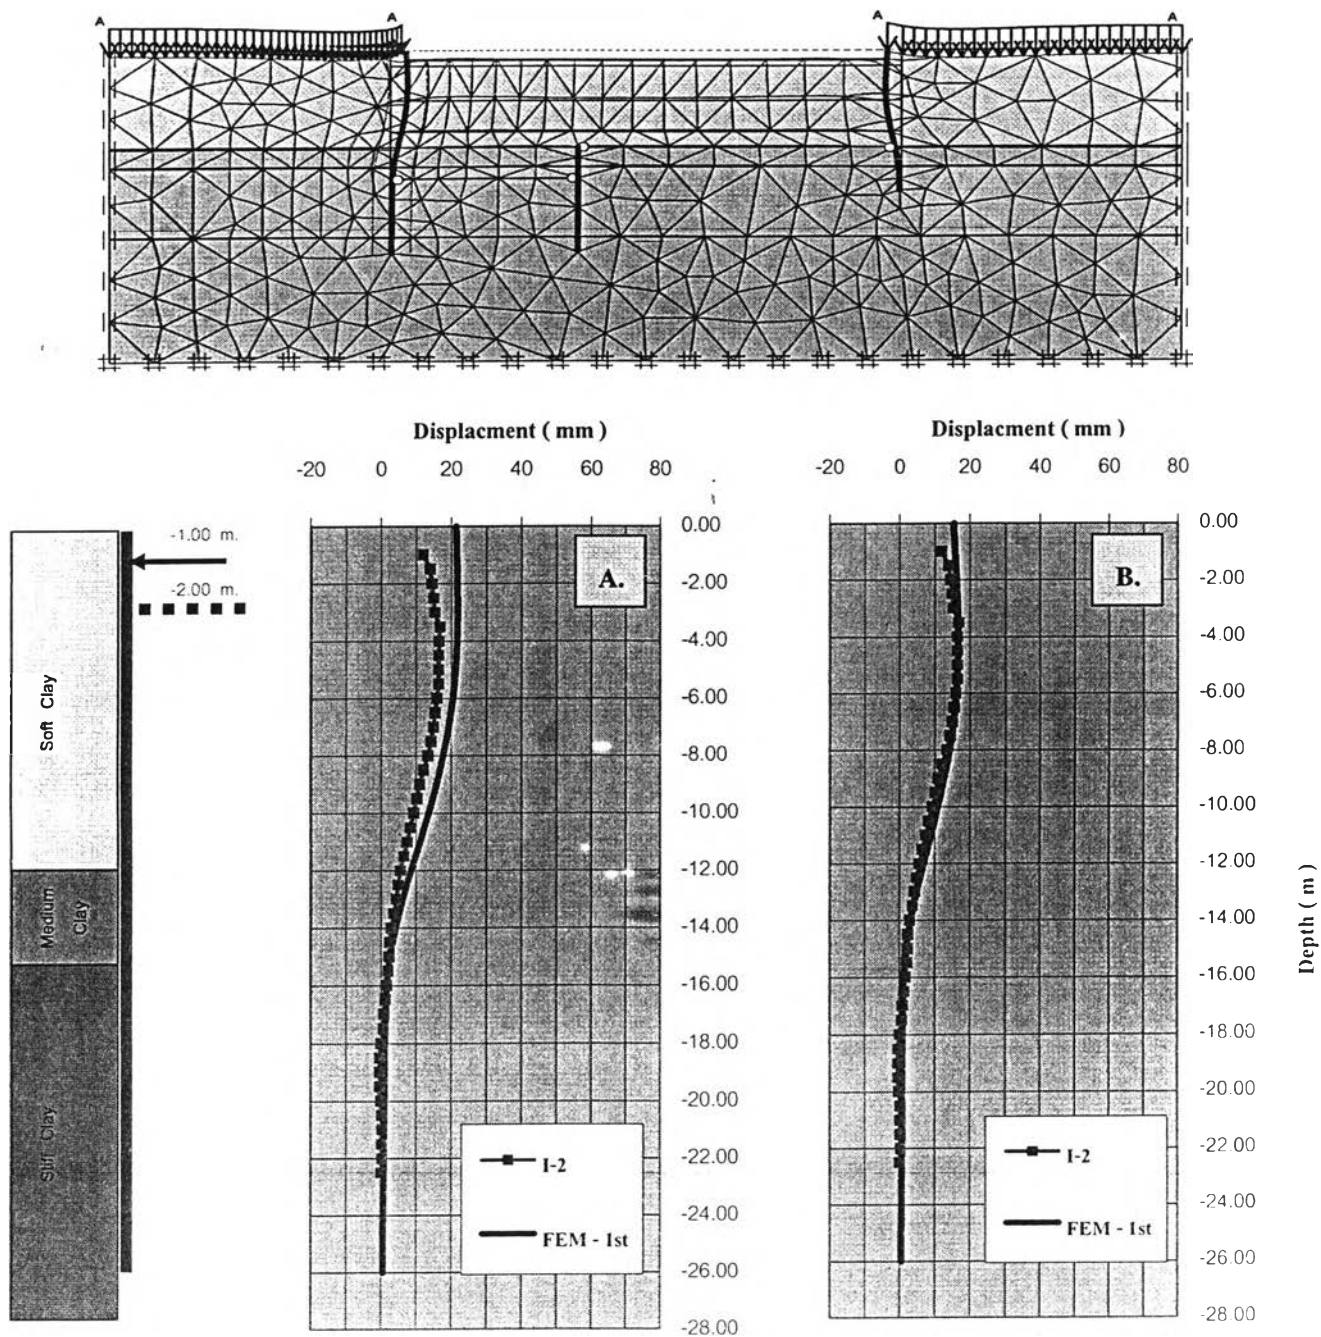 A A A A
Displacment ( mm )
Displacment ( mm )
-20 0 20 40 60 80
-20 0 20 40 60 80
-1.00 m.
-2.00 m.
Soft Clay
Medium Clay
Stiff Clay
A.
0.00
-2.00
-4.00
-6.00
-8.00
-10.00
-12.00
-14.00
-16.00
-18.00
-20.00
-22.00
-24.00
-26.00
-28.00
I-2
FEM - 1st
B.
0.00
-2.00
-4.00
-6.00
-8.00
-10.00
-12.00
-14.00
-16.00
-18.00
-20.00
-22.00
-24.00
-26.00
-28.00
I-2
FEM - 1st
Depth ( m )